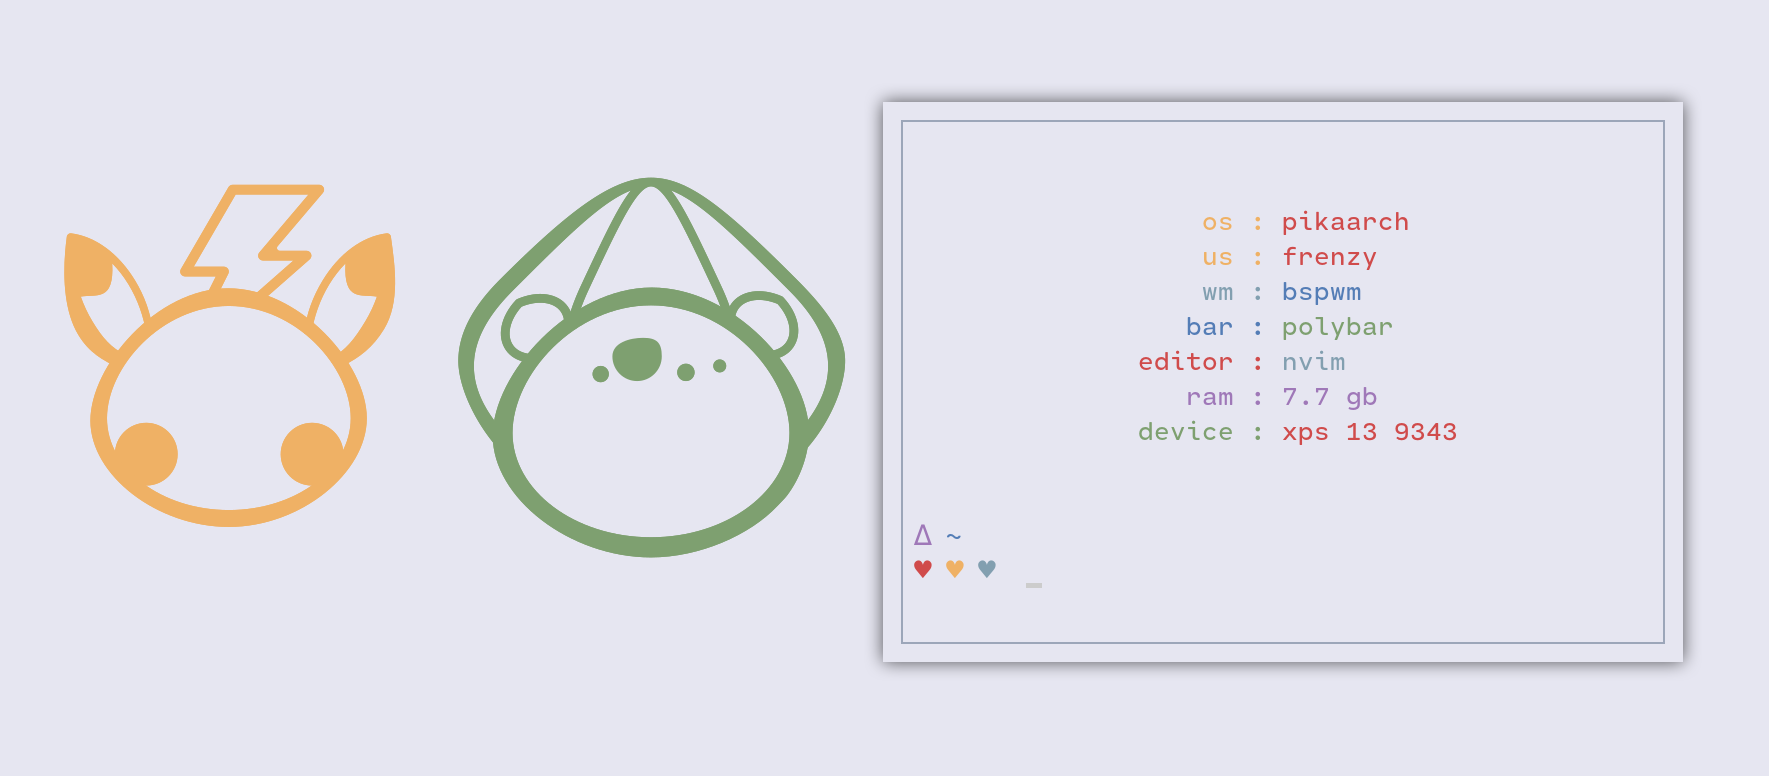 os : pikaarch
us : frenzy
wm : bspwm
bar : polybar
editor : nvim
ram : 7.7 gb
device : xps 13 9343
Δ ~
♥ ♥ ♥ _